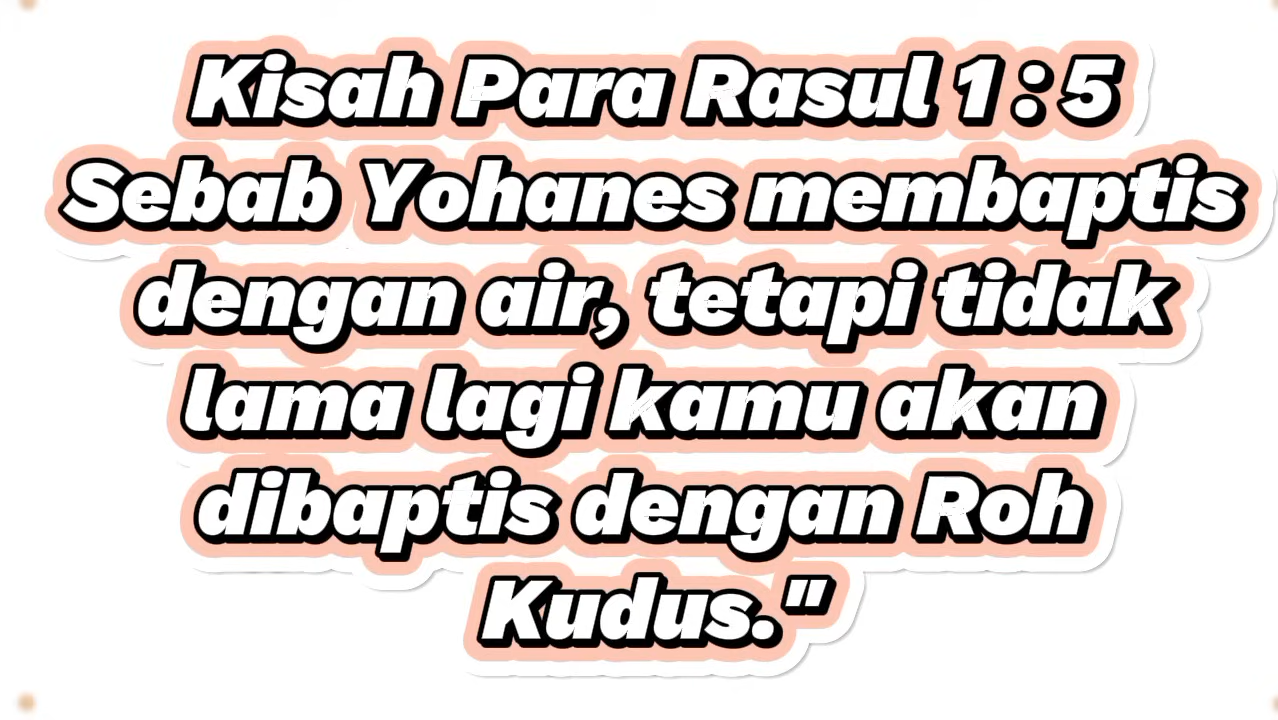 Kisah Para Rasul 1 : 5
Sebab Yohanes membaptis
dengan air, tetapi tidak
lama lagi kamu akan
dibaptis dengan Roh
Kudus."